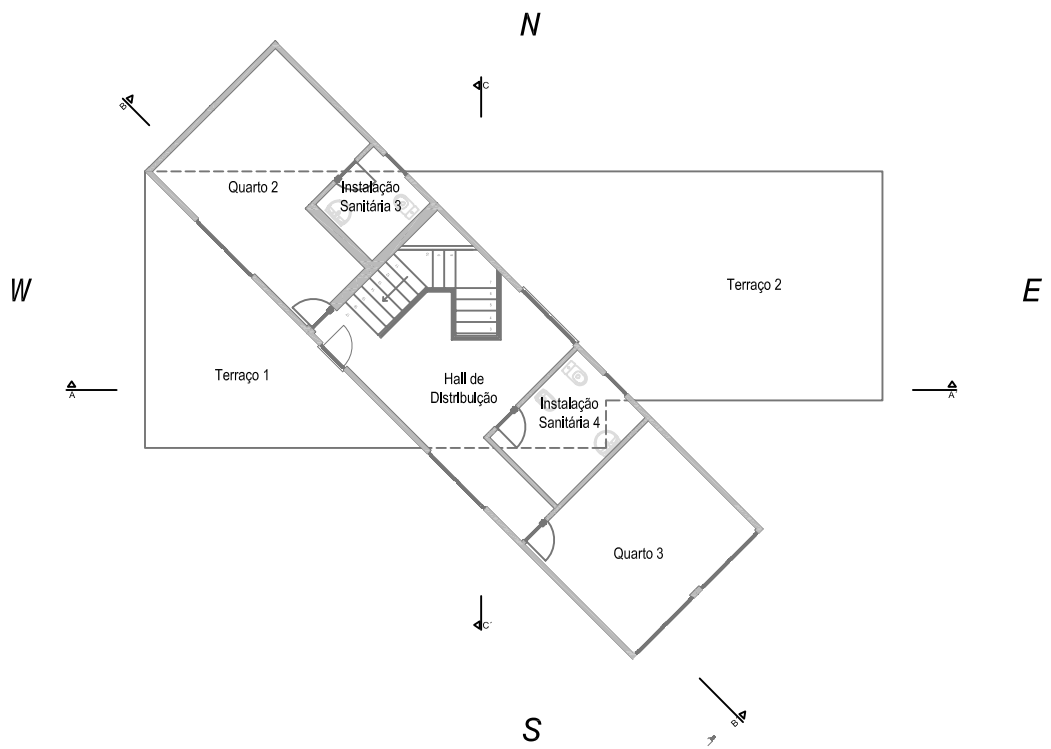 N
C
B
Quarto 2
Instalação
Sanitária 3
W
Terraço 2
E
Terraço 1
Hall de
Distribuição
A
A'
Instalação
Sanitária 4
Quarto 3
C'
B'
S